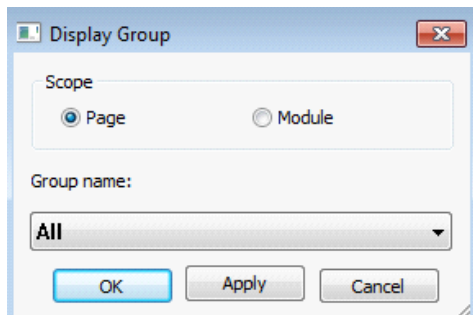 Display Group
Scope
Page Module
Group name:
All
OK Apply Cancel